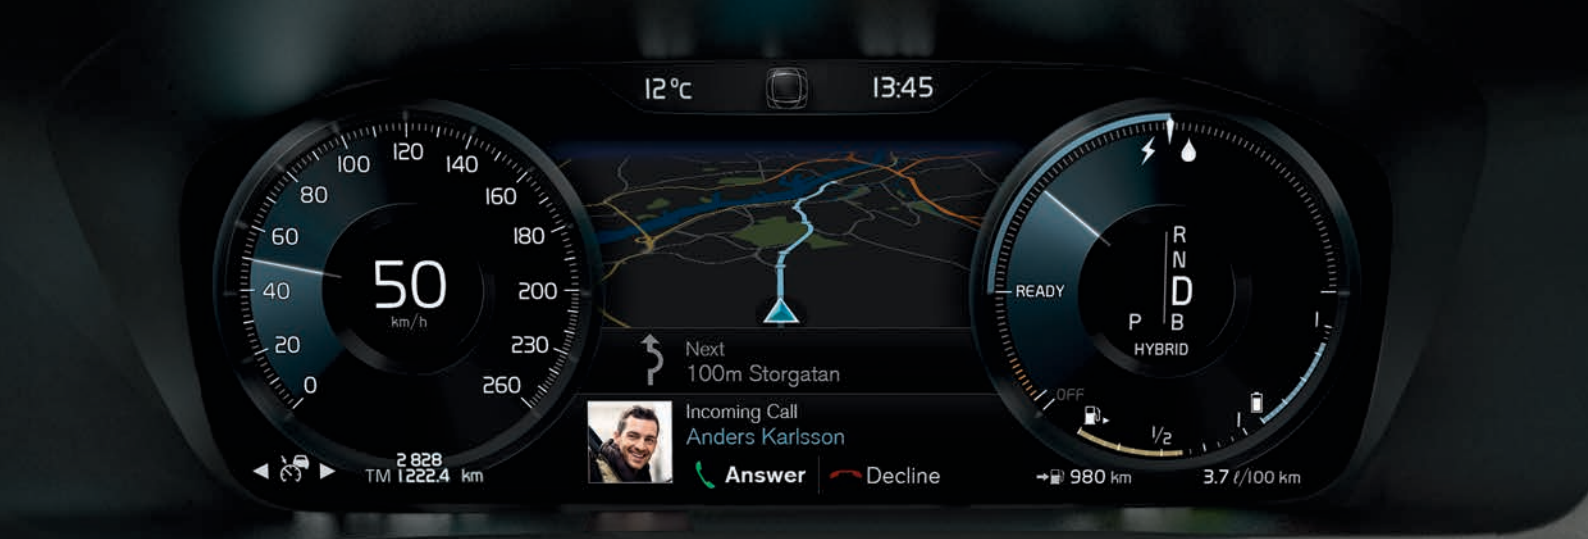 12°C
13:45
0
20
40
60
80
100
120
140
160
180
200
230
260
50
km/h
2 828
TM 1222.4 km
Next
100m Storgatan
Incoming Call
Anders Karlsson
Answer
Decline
READY
OFF
R
N
D
P B
HYBRID
1/2
1
980 km
3.7 ℓ/100 km